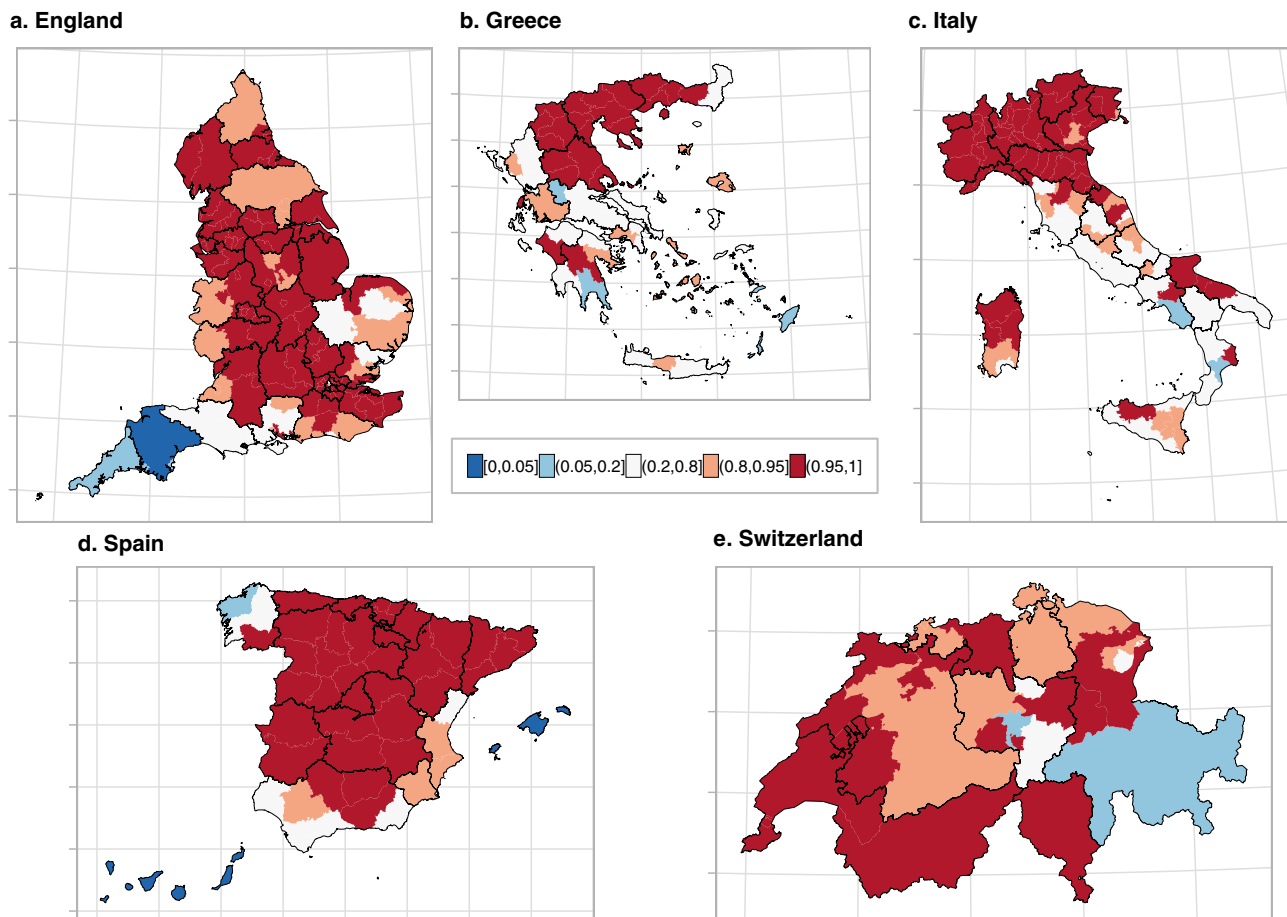 a. England
b. Greece
c. Italy
[0,0.05] (0.05,0.2] (0.2,0.8] (0.8,0.95] (0.95,1]
d. Spain
e. Switzerland